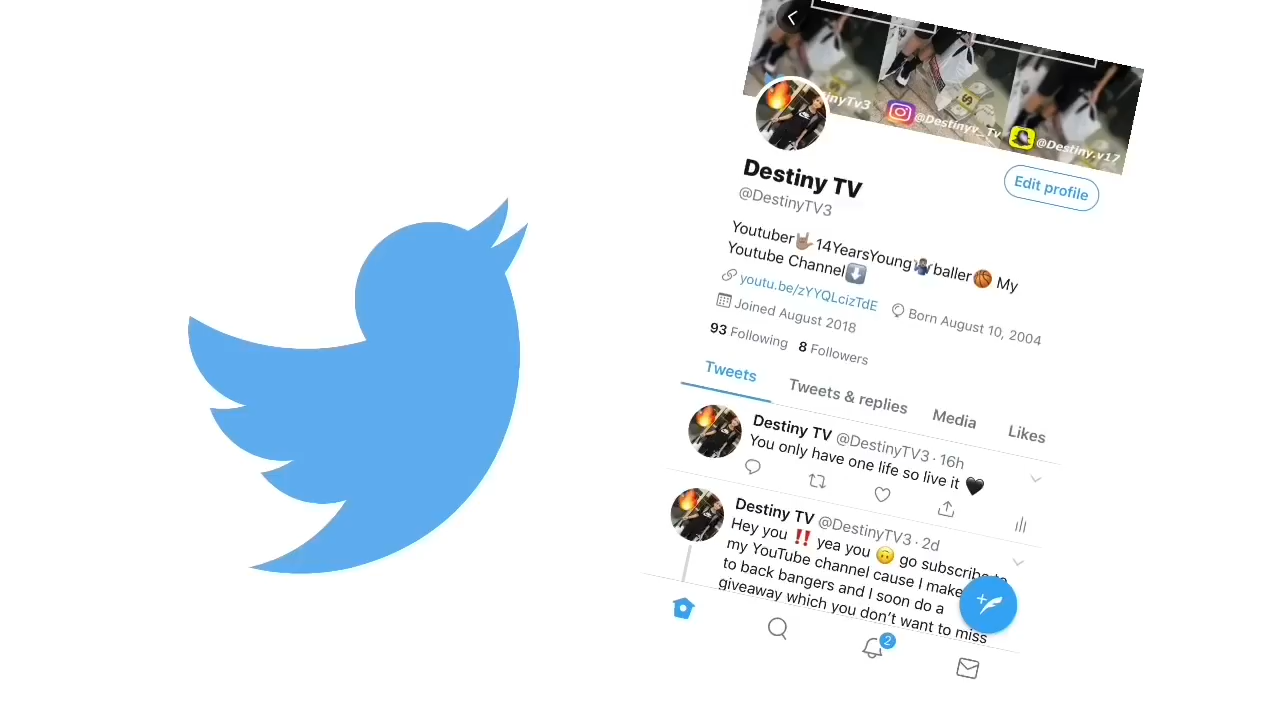 inyTv3
@Destinyv_Tv
@Destiny.v17
Destiny TV
Edit profile
@DestinyTV3
Youtuber🤟🏽14YearsYoung🤷🏿‍♂️baller🏀 My
Youtube Channel⬇️
youtu.be/zYYQLcizTdE
Born August 10, 2004
Joined August 2018
93 Following 8 Followers
Tweets
Tweets & replies
Media
Likes
Destiny TV @DestinyTV3 · 16h
You only have one life so live it 🖤
Destiny TV @DestinyTV3 · 2d
Hey you ‼️ yea you 🙃 go subscribe to
my YouTube channel cause I make
to back bangers and I soon do a
giveaway which you don't want to miss
2